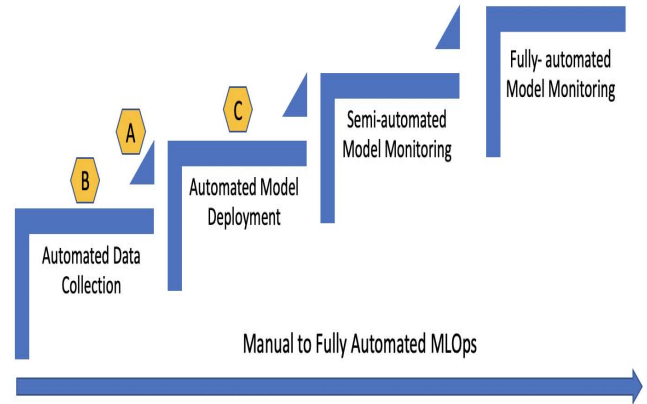 Fully- automated
Model Monitoring
C
Semi-automated
Model Monitoring
A
B
Automated Model
Deployment
Automated Data
Collection
Manual to Fully Automated MLOps